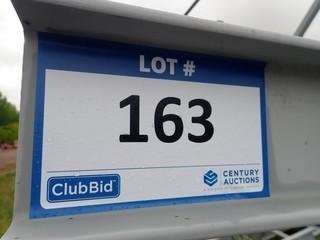 LOT #
163
ClubBid
CENTURY
AUCTIONS